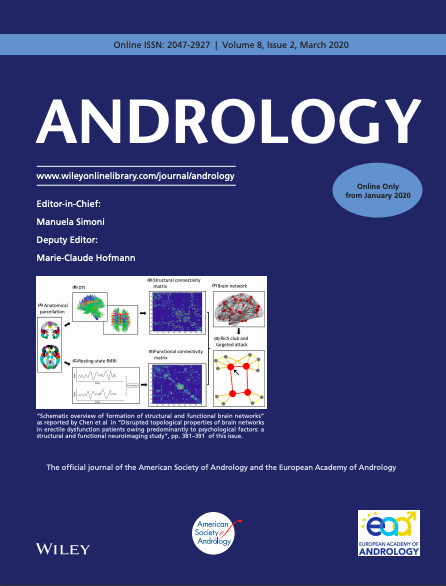 Online ISSN: 2047-2927 | Volume 8, Issue 2, March 2020
ANDROLOGY
www.wileyonlinelibrary.com/journal/andrology
Online Only
from January 2020
Editor-in-Chief:
Manuela Simoni
Deputy Editor:
Marie-Claude Hofmann
(A) Anatomical
parcellation
(B) DTI
(C) Resting-state fMRI
(D) Structural connectivity
matrix
(E) Functional connectivity
matrix
(F) Brain network
(G) Rich club and
targeted attack
"Schematic overview of formation of structural and functional brain networks"
as reported by Chen et al in "Disrupted topological properties of brain networks
in erectile dysfunction patients owing predominantly to psychological factors: a
structural and functional neuroimaging study", pp. 381–391 of this issue.
The official journal of the American Society of Andrology and the European Academy of Andrology
WILEY
American
Society
Andrology
eaa
EUROPEAN ACADEMY OF
ANDROLOGY